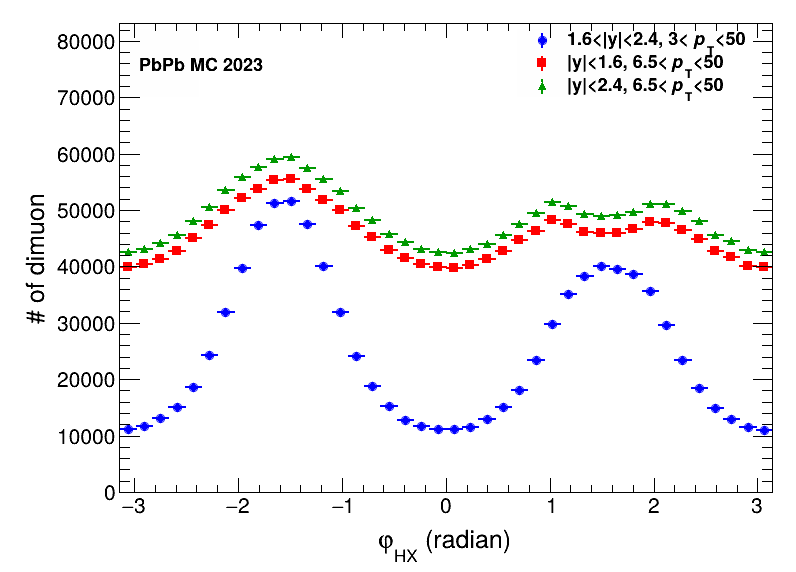 80000
70000
60000
50000
40000
30000
20000
10000
0
# of dimuon
PbPb MC 2023
1.6<|y|<2.4, 3< p_T<50
|y|<1.6, 6.5< p_T<50
|y|<2.4, 6.5< p_T<50
−3 −2 −1 0 1 2 3
φ_HX (radian)